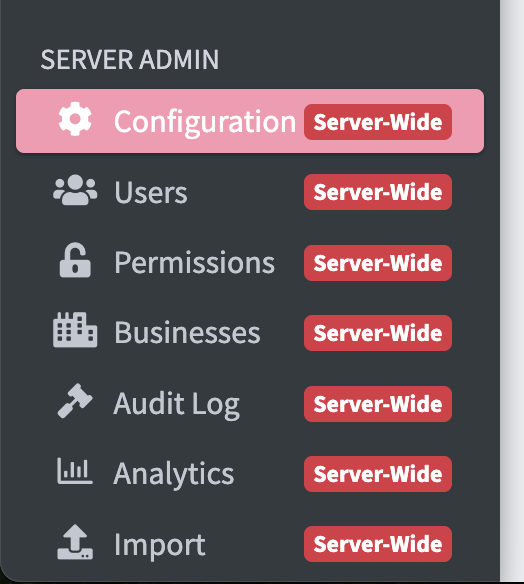 SERVER ADMIN
Configuration Server-Wide
Users Server-Wide
Permissions Server-Wide
Businesses Server-Wide
Audit Log Server-Wide
Analytics Server-Wide
Import Server-Wide